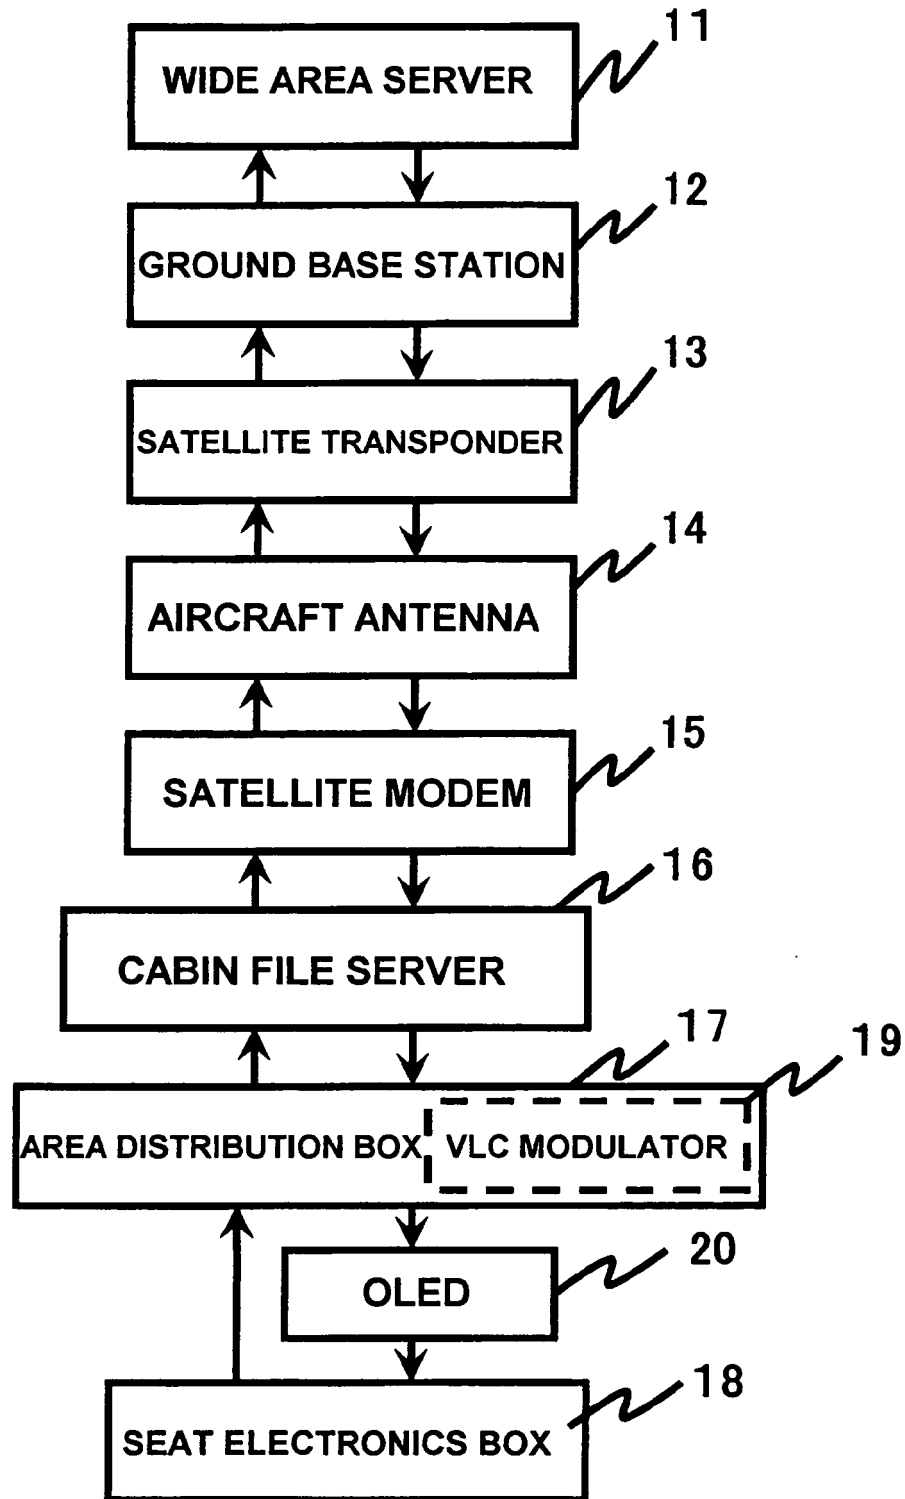 11
WIDE AREA SERVER
12
GROUND BASE STATION
13
SATELLITE TRANSPONDER
14
AIRCRAFT ANTENNA
15
SATELLITE MODEM
16
CABIN FILE SERVER
17
19
AREA DISTRIBUTION BOX
VLC MODULATOR
20
OLED
18
SEAT ELECTRONICS BOX